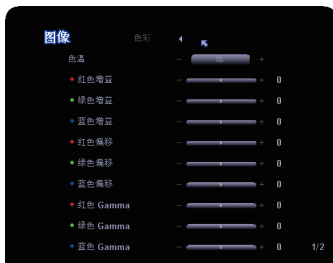 图像 色彩
色温 - 低 +
红色增益 - + 0
绿色增益 - + 0
蓝色增益 - + 0
红色偏移 - + 0
绿色偏移 - + 0
蓝色偏移 - + 0
红色 Gamma - + 0
绿色 Gamma - + 0
蓝色 Gamma - + 0 1/2